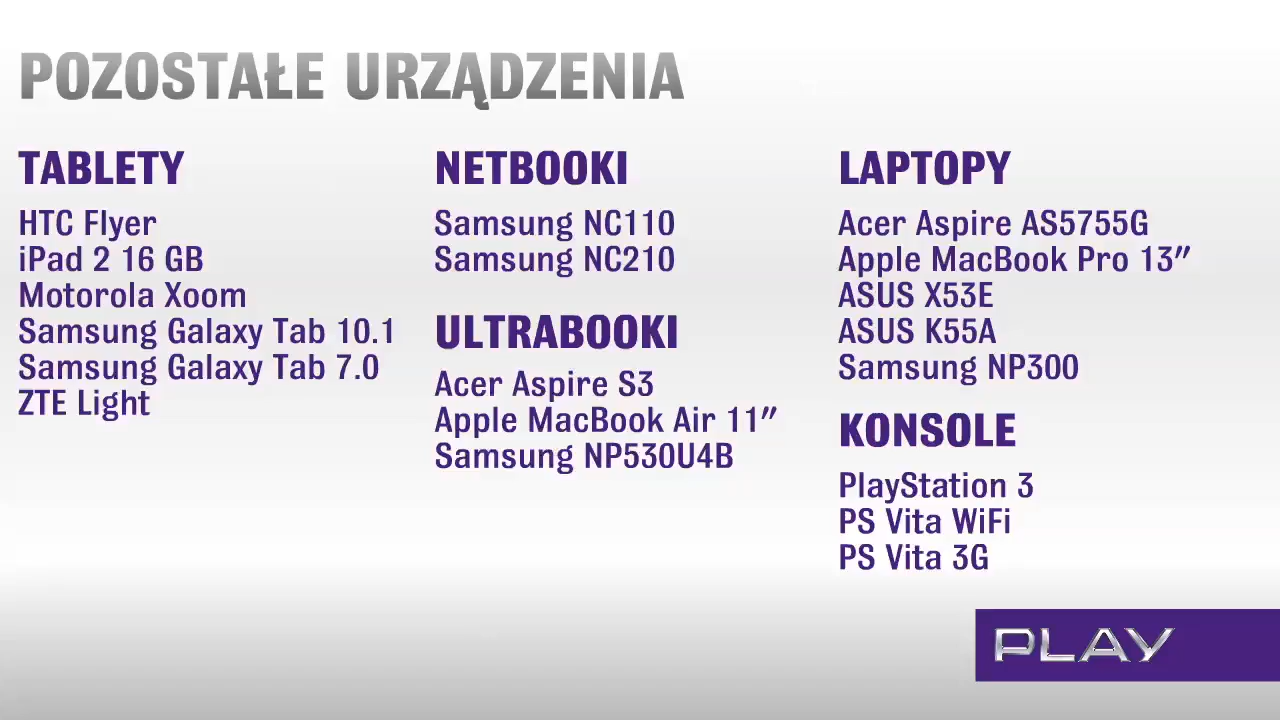 POZOSTAŁE URZĄDZENIA
TABLETY
HTC Flyer
iPad 2 16 GB
Motorola Xoom
Samsung Galaxy Tab 10.1
Samsung Galaxy Tab 7.0
ZTE Light
NETBOOKI
Samsung NC110
Samsung NC210
ULTRABOOKI
Acer Aspire S3
Apple MacBook Air 11″
Samsung NP530U4B
LAPTOPY
Acer Aspire AS5755G
Apple MacBook Pro 13″
ASUS X53E
ASUS K55A
Samsung NP300
KONSOLE
PlayStation 3
PS Vita WiFi
PS Vita 3G
PLAY